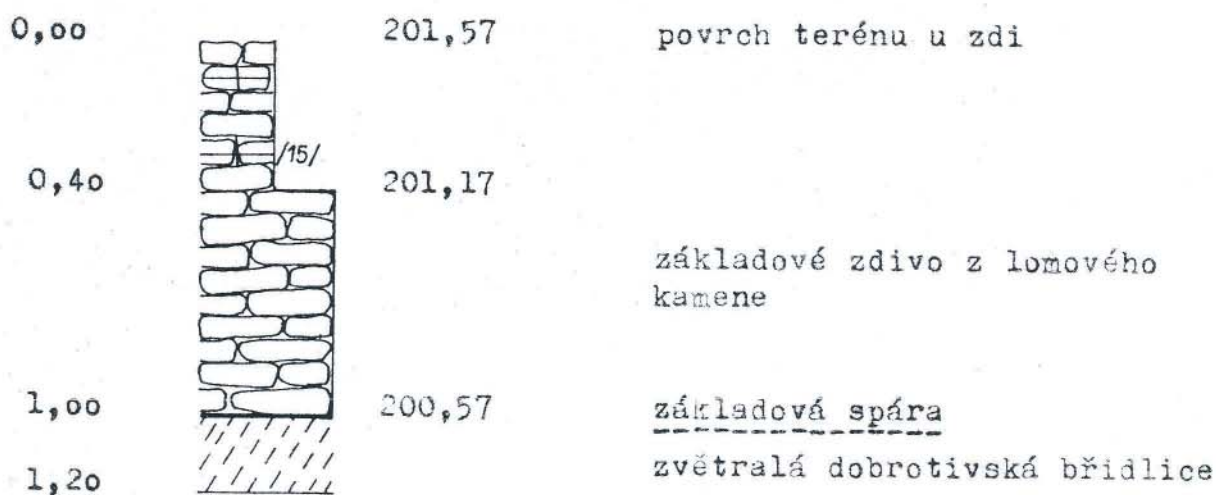 0,oo 201,57 povrch terénu u zdi
/15/
0,4o 201,17
základové zdivo z lomového
kamene
1,oo 200,57 základová spára
zvětralá dobrotivská břidlice
1,2o